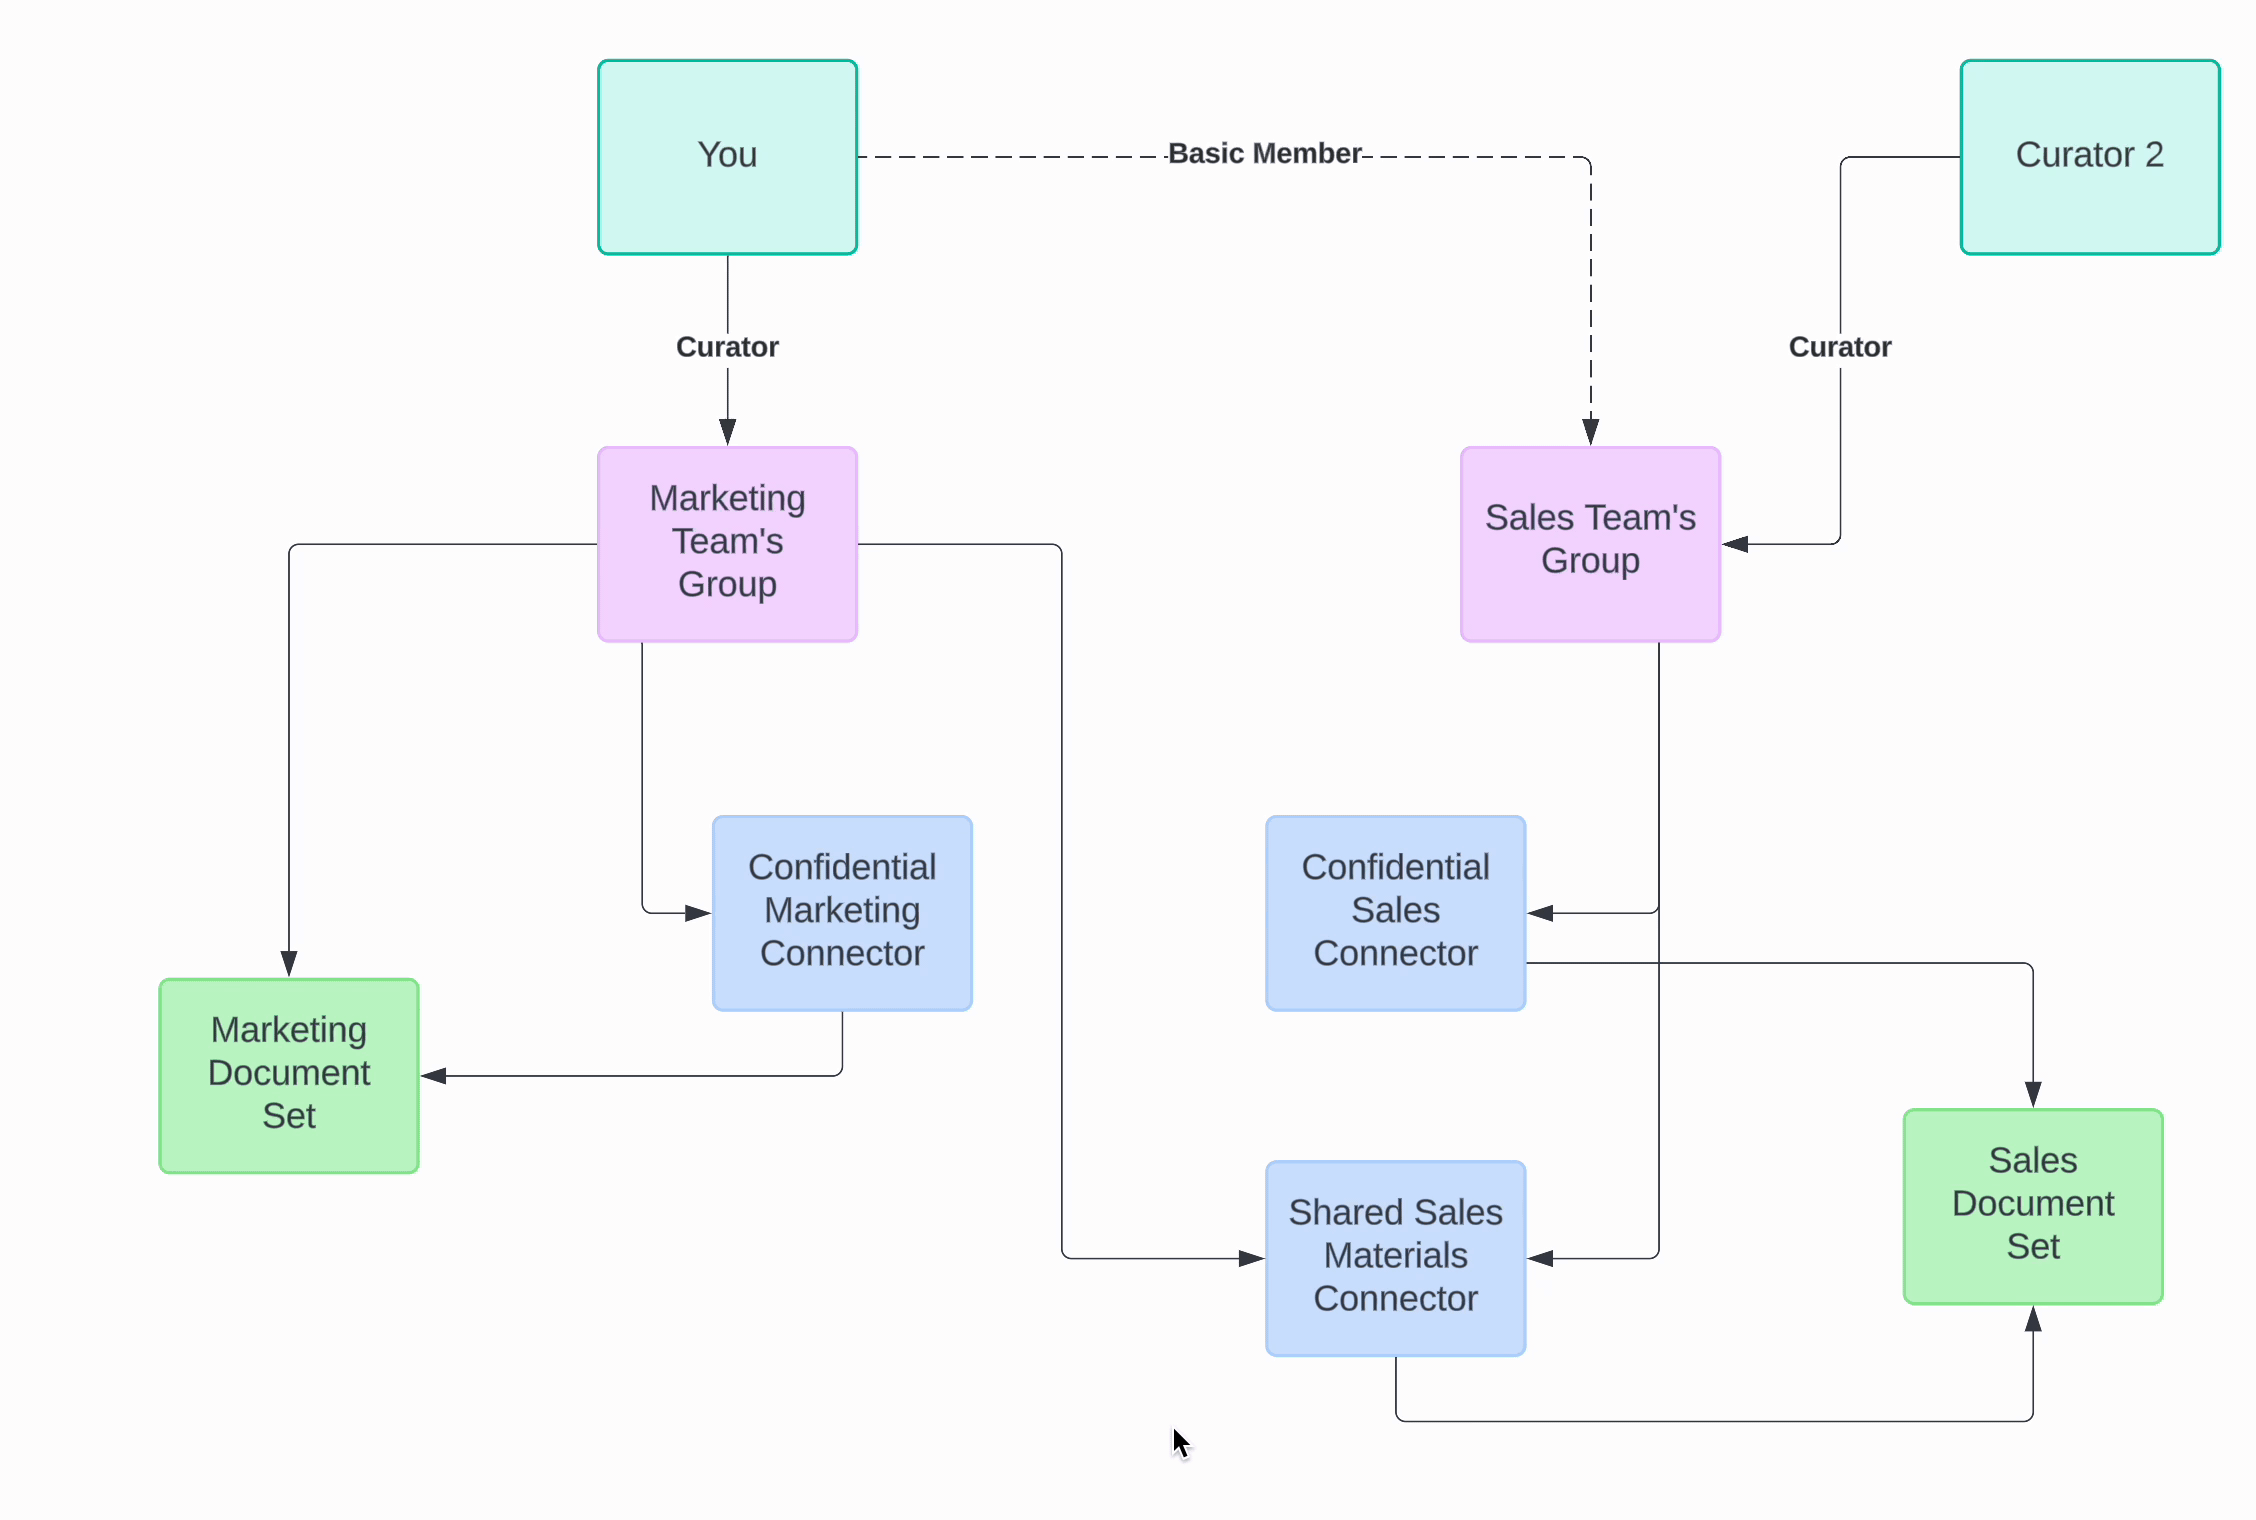 You
Basic Member
Curator 2
Curator
Curator
Marketing
Team's
Group
Sales Team's
Group
Confidential
Marketing
Connector
Confidential
Sales
Connector
Marketing
Document
Set
Shared Sales
Materials
Connector
Sales
Document
Set